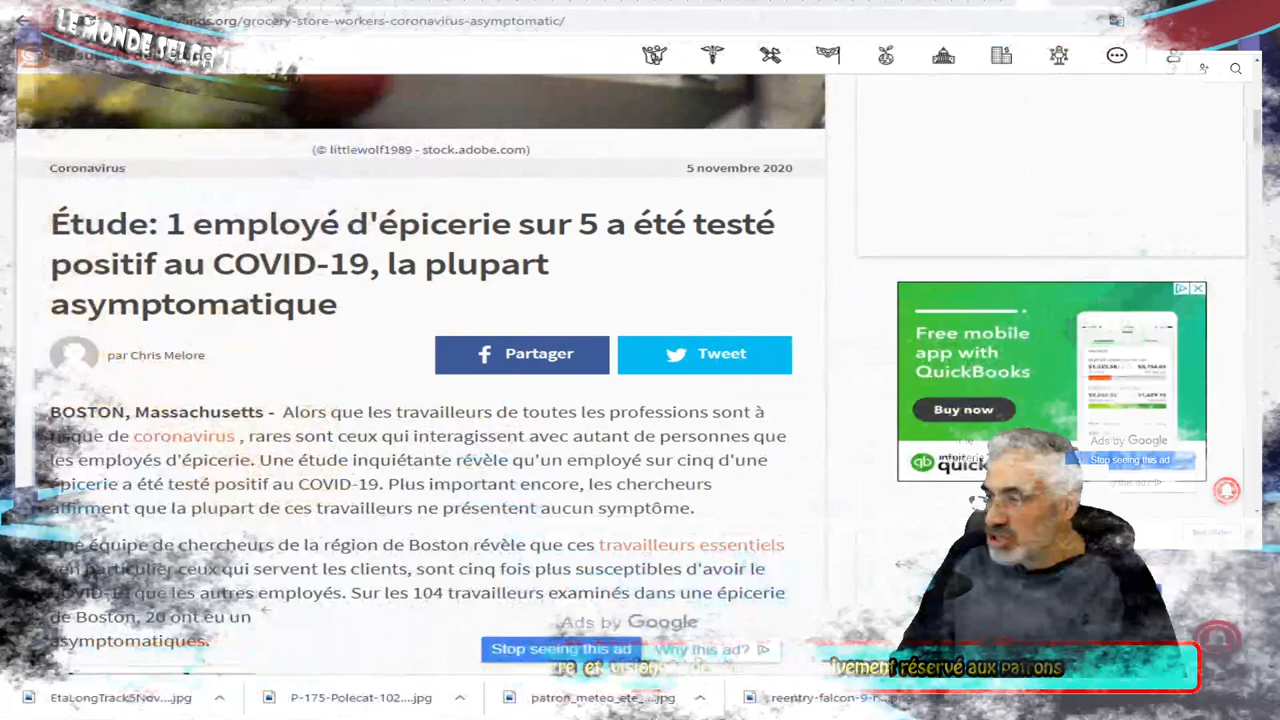 LE MONDE SELON
.org/grocery-store-workers-coronavirus-asymptomatic/
(© littlewolf1989 - stock.adobe.com)
Coronavirus
5 novembre 2020
Étude: 1 employé d'épicerie sur 5 a été testé
positif au COVID-19, la plupart
asymptomatique
par Chris Melore
Partager
Tweet
BOSTON, Massachusetts - Alors que les travailleurs de toutes les professions sont à
risque de coronavirus , rares sont ceux qui interagissent avec autant de personnes que
les employés d'épicerie. Une étude révèle qu'un employé sur cinq d'une
épicerie a été testé positif au COVID-19. Plus important encore, les chercheurs
affirment que la plupart de ces travailleurs ne présentent aucun symptôme.
Une équipe de chercheurs de la région de Boston révèle que ces travailleurs essentiels
, en particulier ceux qui servent les clients, sont cinq fois plus susceptibles d'avoir le
COVID-19 que les autres employés. Sur les 104 travailleurs examinés dans une épicerie
de Boston, 20 ont eu un
asymptomatiques.
Free mobile
app with
QuickBooks
Buy now
intuit
quick
Ads by Google
Stop seeing this ad
this ad?
Ads by Google
Stop seeing this ad
Why this ad?
réservé aux patrons
EtaLongTrack5Nov....jpg
P-175-Polecat-102....jpg
patron_meteo_ete_....jpg
reentry-falcon-9-r....png